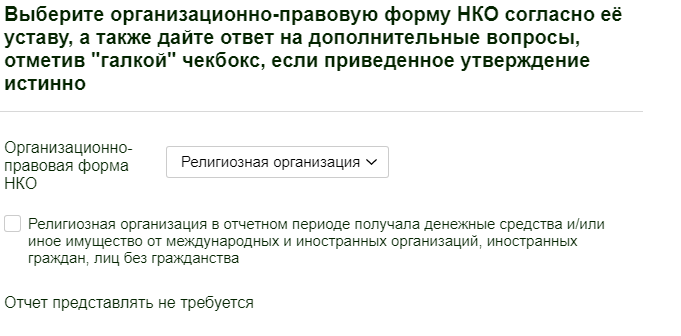 Выберите организационно-правовую форму НКО согласно её
уставу, а также дайте ответ на дополнительные вопросы,
отметив "галкой" чекбокс, если приведенное утверждение
истинно
Организационно-
правовая форма
НКО
Религиозная организация
Религиозная организация в отчетном периоде получала денежные средства и/или
иное имущество от международных и иностранных организаций, иностранных
граждан, лиц без гражданства
Отчет представлять не требуется